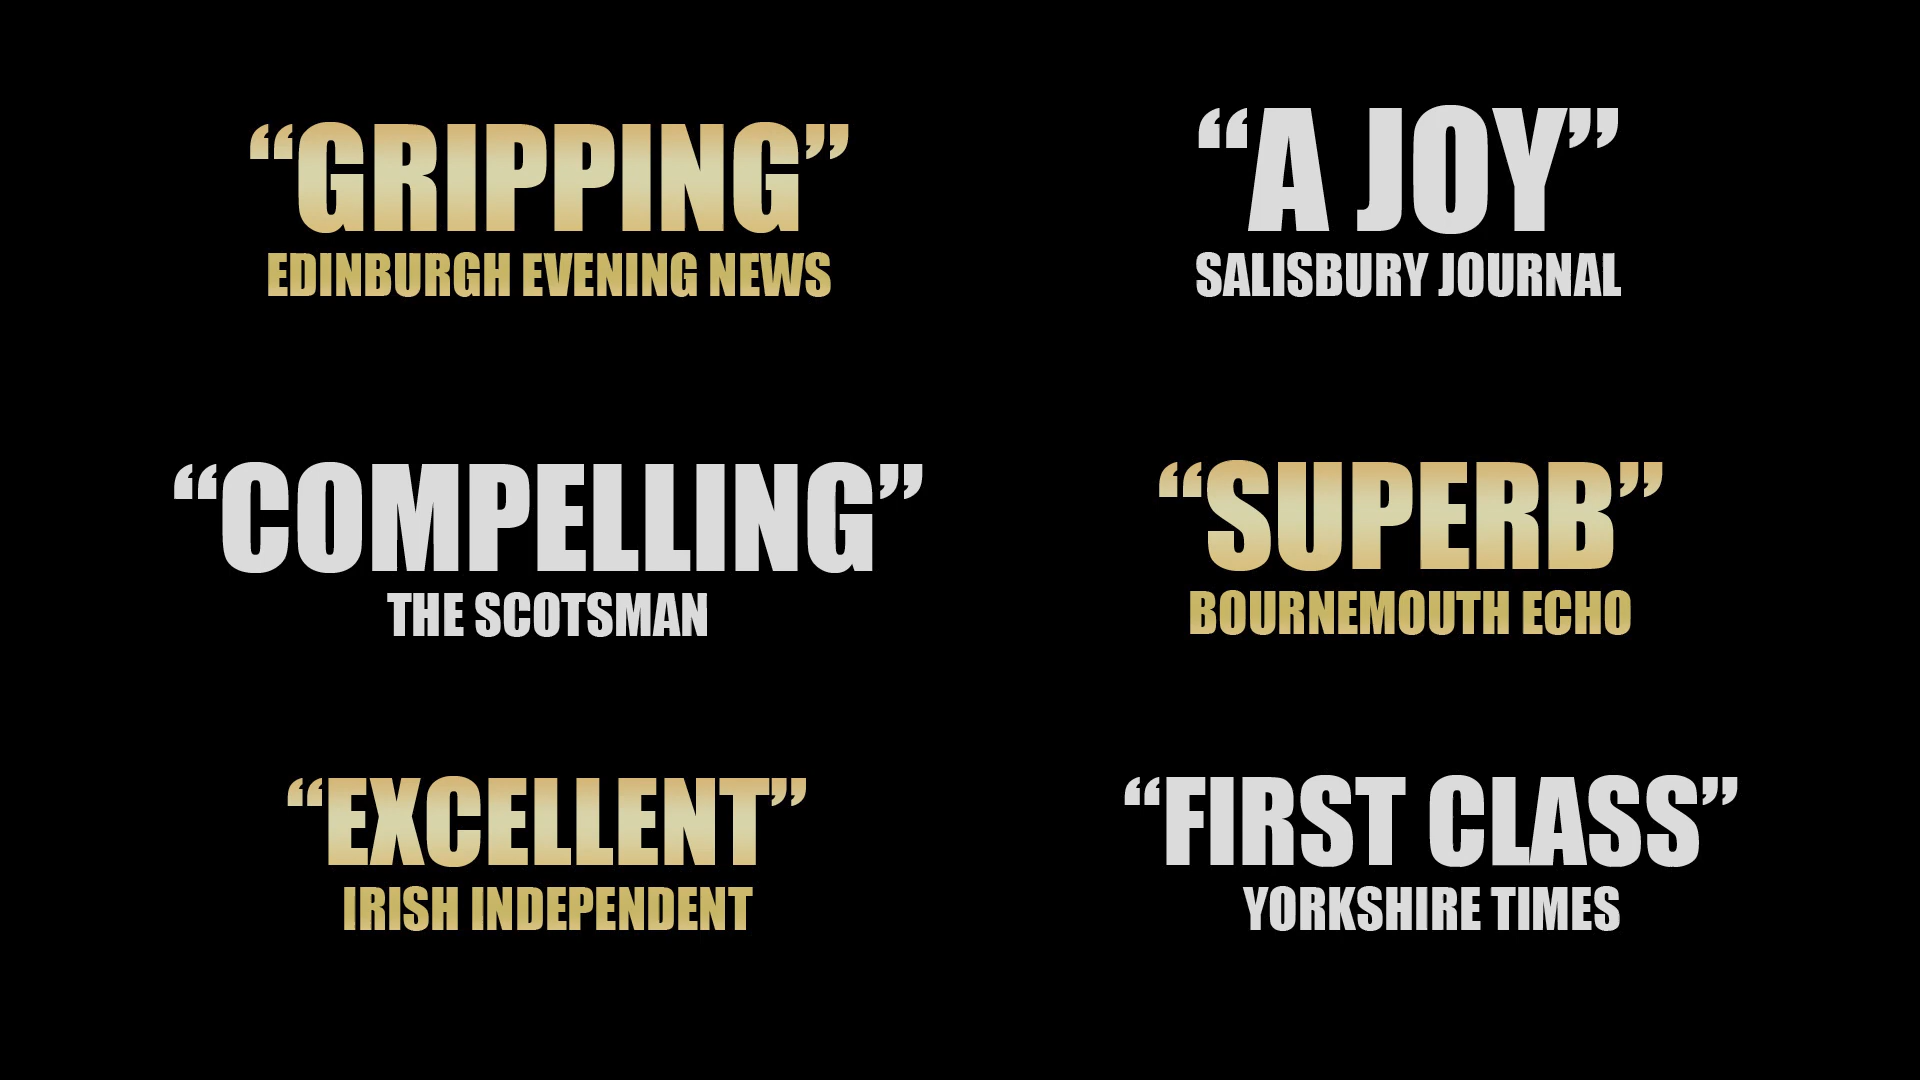 “GRIPPING”
EDINBURGH EVENING NEWS
“A JOY”
SALISBURY JOURNAL
“COMPELLING”
THE SCOTSMAN
“SUPERB”
BOURNEMOUTH ECHO
“EXCELLENT”
IRISH INDEPENDENT
“FIRST CLASS”
YORKSHIRE TIMES